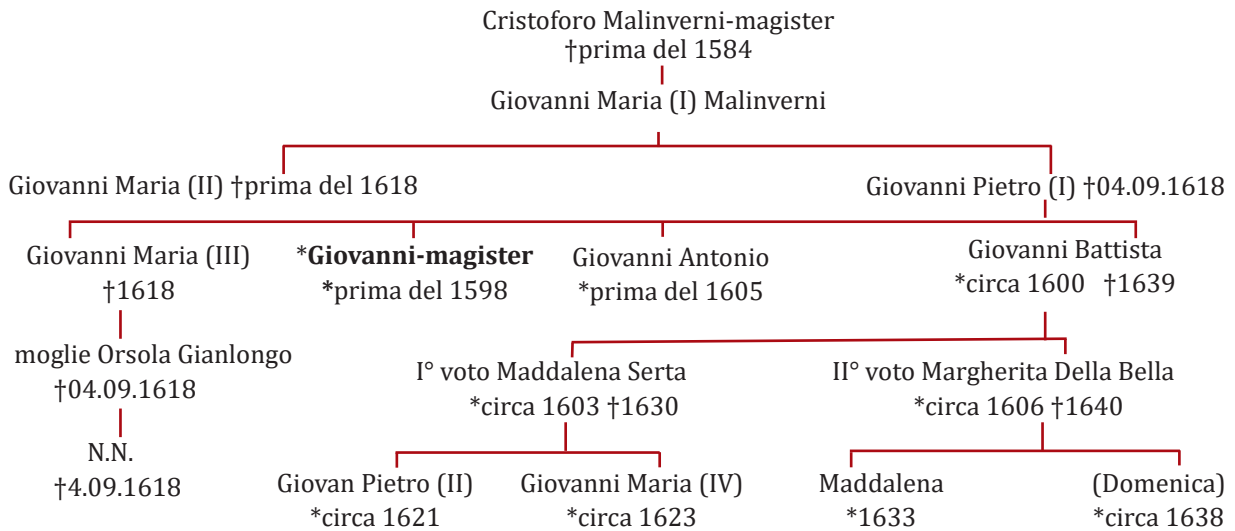 Cristoforo Malinverni-magister
†prima del 1584
Giovanni Maria (I) Malinverni
Giovanni Maria (II) †prima del 1618
Giovanni Pietro (I) †04.09.1618
Giovanni Maria (III)
†1618
*Giovanni-magister
*prima del 1598
Giovanni Antonio
*prima del 1605
Giovanni Battista
*circa 1600 †1639
moglie Orsola Gianlongo
†04.09.1618
I° voto Maddalena Serta
*circa 1603 †1630
II° voto Margherita Della Bella
*circa 1606 †1640
N.N.
†4.09.1618
Giovan Pietro (II)
*circa 1621
Giovanni Maria (IV)
*circa 1623
Maddalena
*1633
(Domenica)
*circa 1638